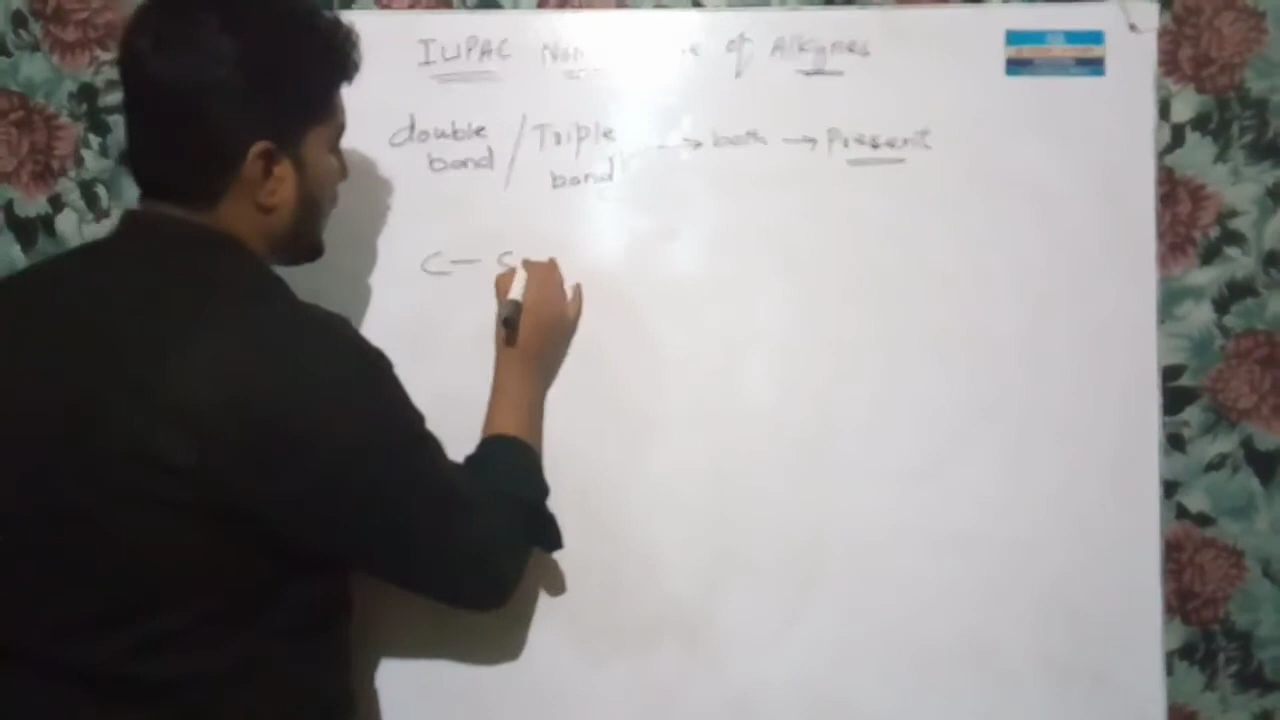 IUPAC of Alkynes
double / Triple → both → Present
bond bond
C — C